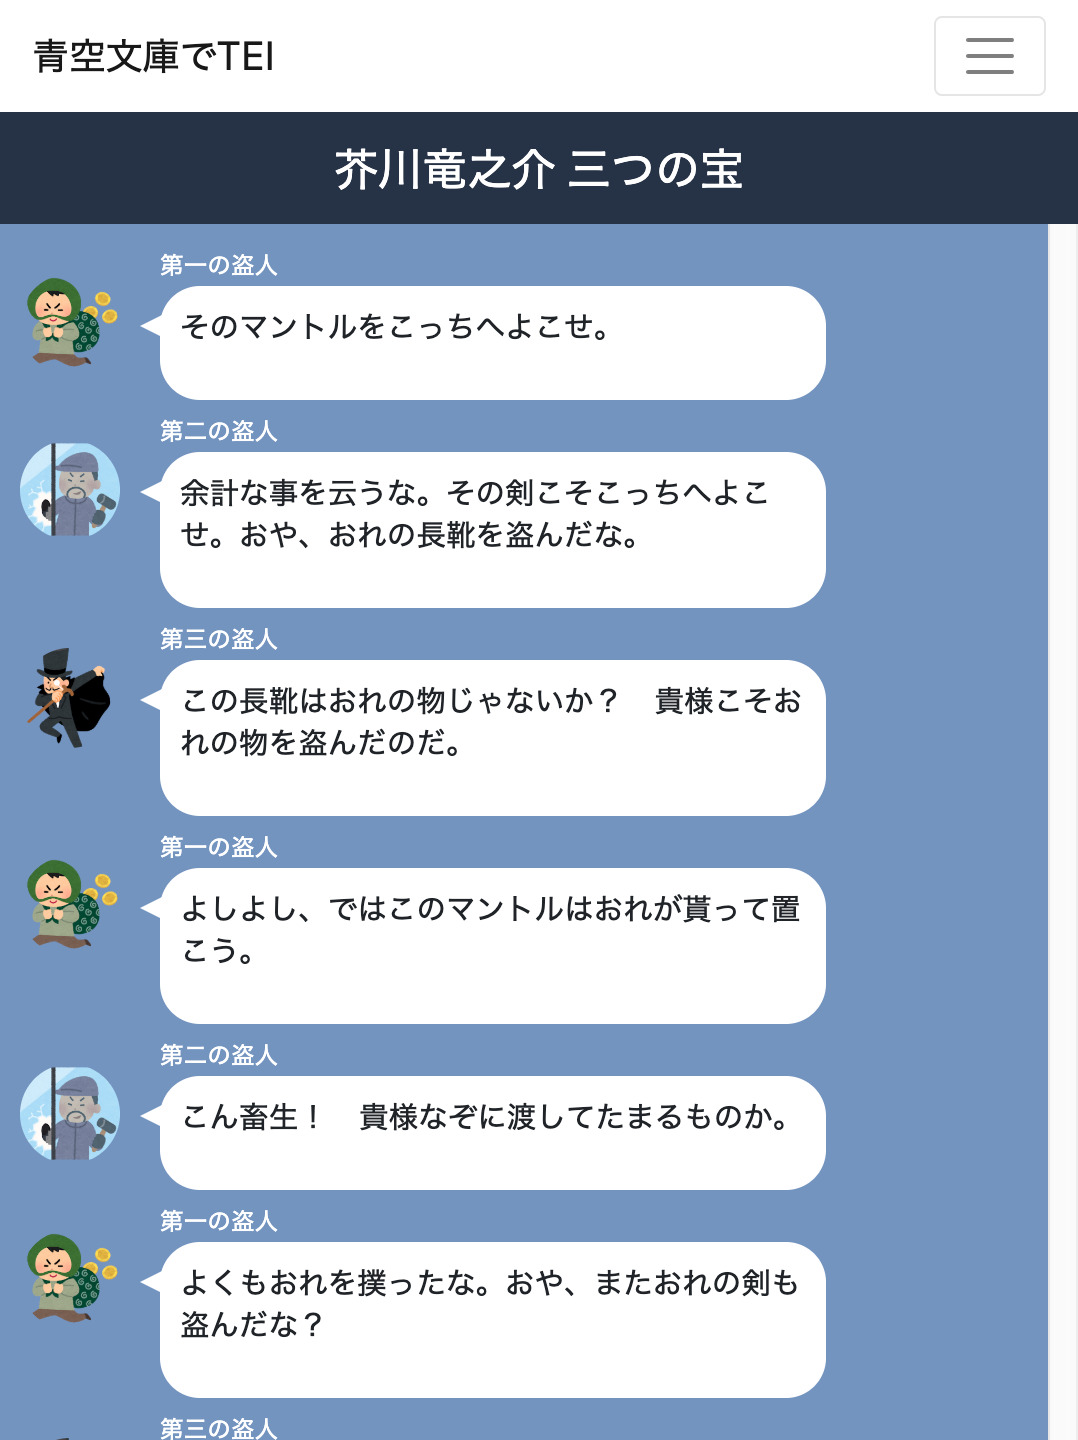 青空文庫でTEI
芥川竜之介 三つの宝
第一の盗人
そのマントルをこっちへよこせ。
第二の盗人
余計な事を云うな。その剣こそこっちへよこ
せ。おや、おれの長靴を盗んだな。
第三の盗人
この長靴はおれの物じゃないか？　貴様こそお
れの物を盗んだのだ。
第一の盗人
よしよし、ではこのマントルはおれが貰って置
こう。
第二の盗人
こん畜生！　貴様なぞに渡してたまるものか。
第一の盗人
よくもおれを撲ったな。おや、またおれの剣も
盗んだな？
第三の盗人